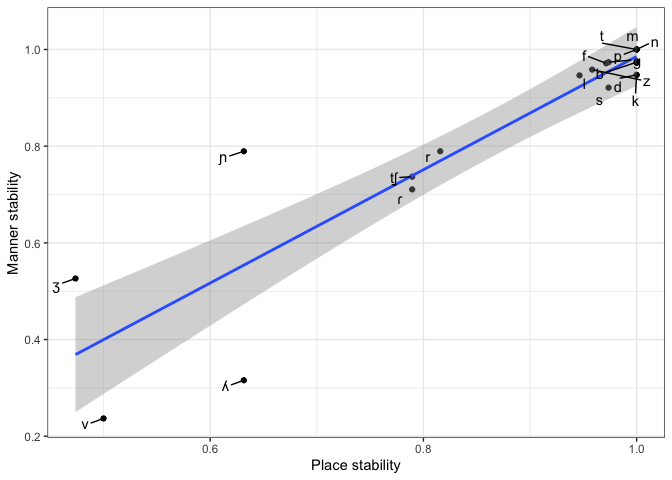 t m n
f p g
b z
l d
s k
1.0
0.8
0.6
0.4
0.2
Manner stability
ɲ
r
tʃ
ɾ
ʒ
ʎ
v
0.6 0.8 1.0
Place stability